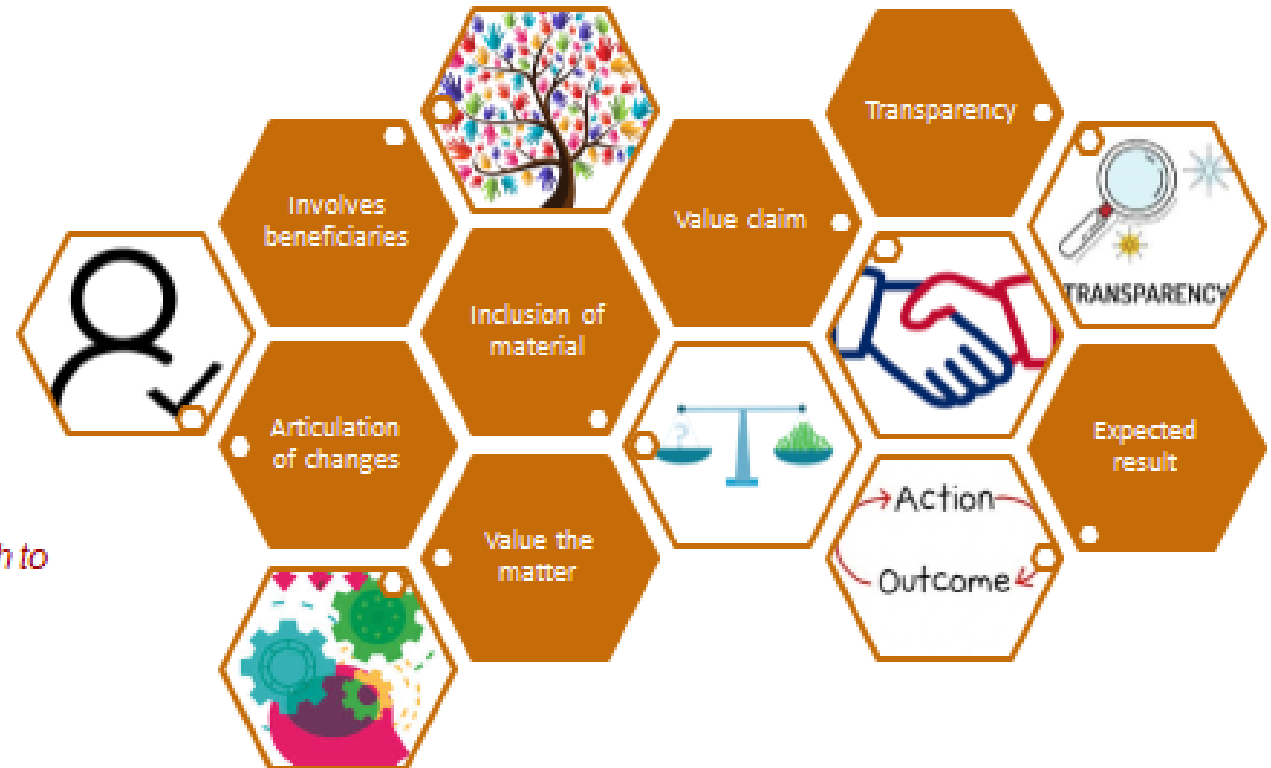 Transparency
Involves
beneficiaries
Value claim
TRANSPARENCY
Inclusion of
material
Articulation
of changes
Expected
result
?
Action
Value the
matter
Outcome
h to